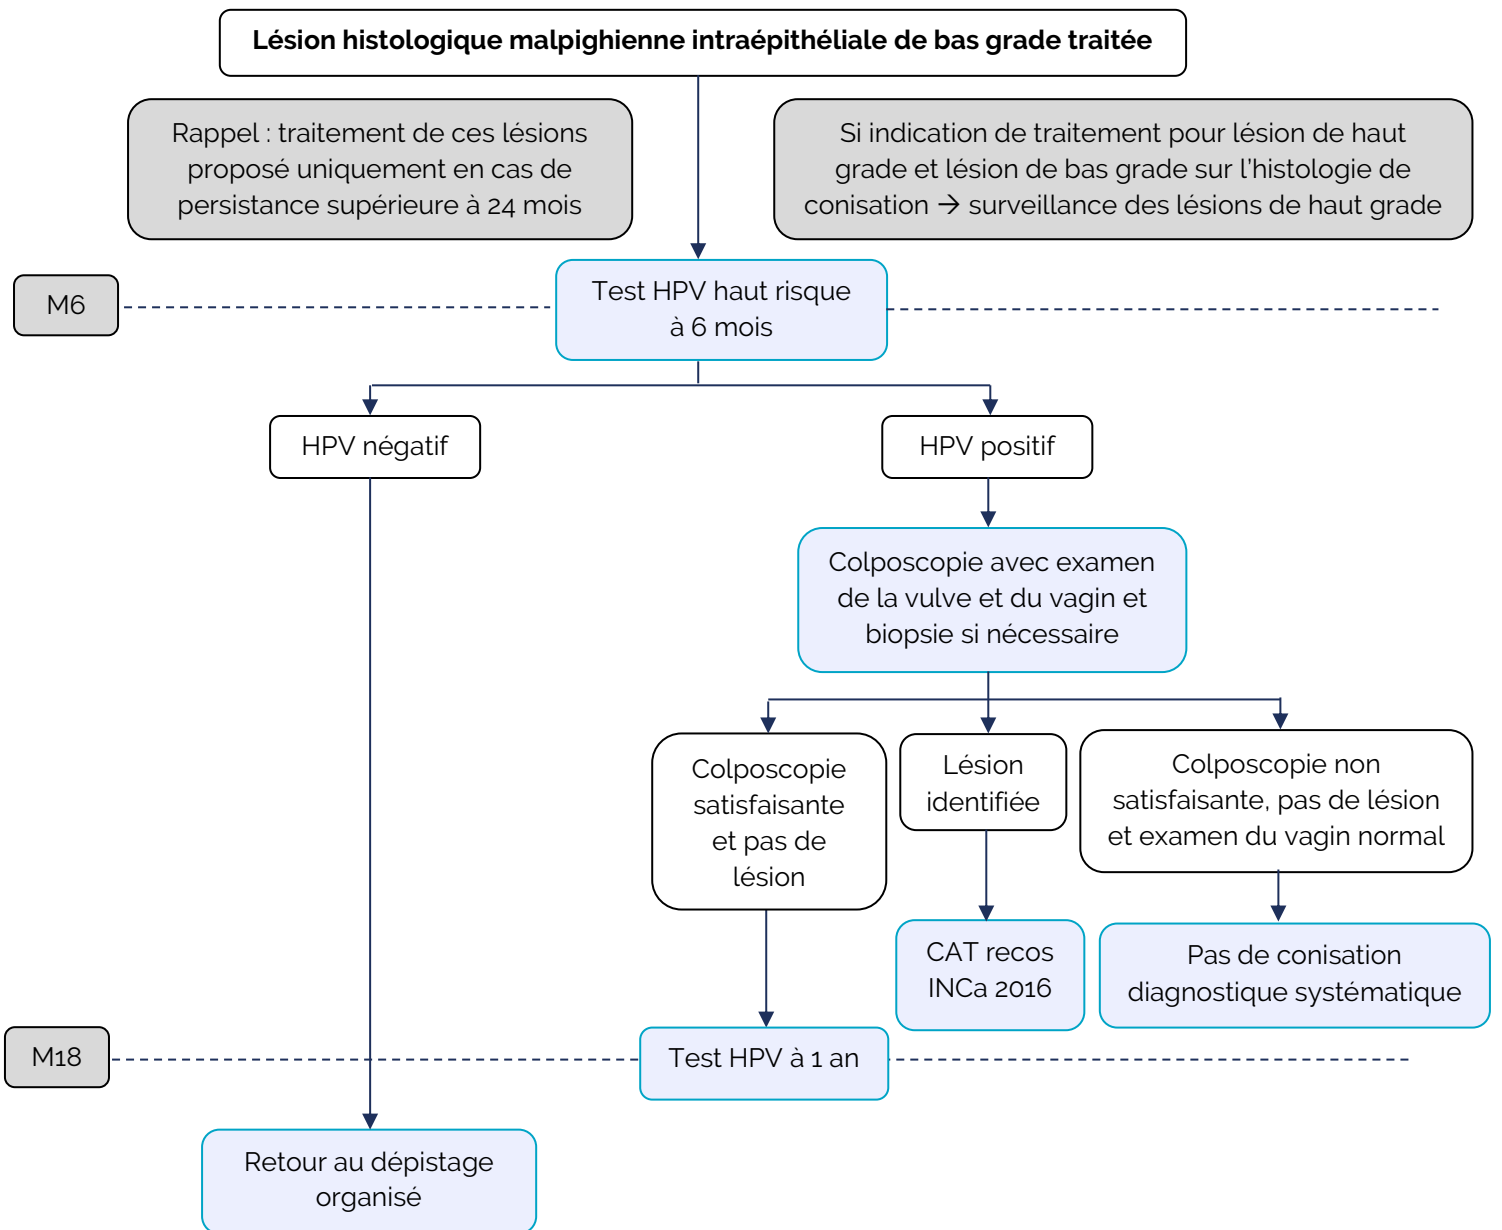 Lésion histologique malpighienne intraépithéliale de bas grade traitée
Rappel : traitement de ces lésions
proposé uniquement en cas de
persistance supérieure à 24 mois
Si indication de traitement pour lésion de haut
grade et lésion de bas grade sur l'histologie de
conisation → surveillance des lésions de haut grade
M6
Test HPV haut risque
à 6 mois
HPV négatif
HPV positif
Colposcopie avec examen
de la vulve et du vagin et
biopsie si nécessaire
Colposcopie
satisfaisante
et pas de
lésion
Lésion
identifiée
Colposcopie non
satisfaisante, pas de lésion
et examen du vagin normal
CAT recos
INCa 2016
Pas de conisation
diagnostique systématique
M18
Test HPV à 1 an
Retour au dépistage
organisé